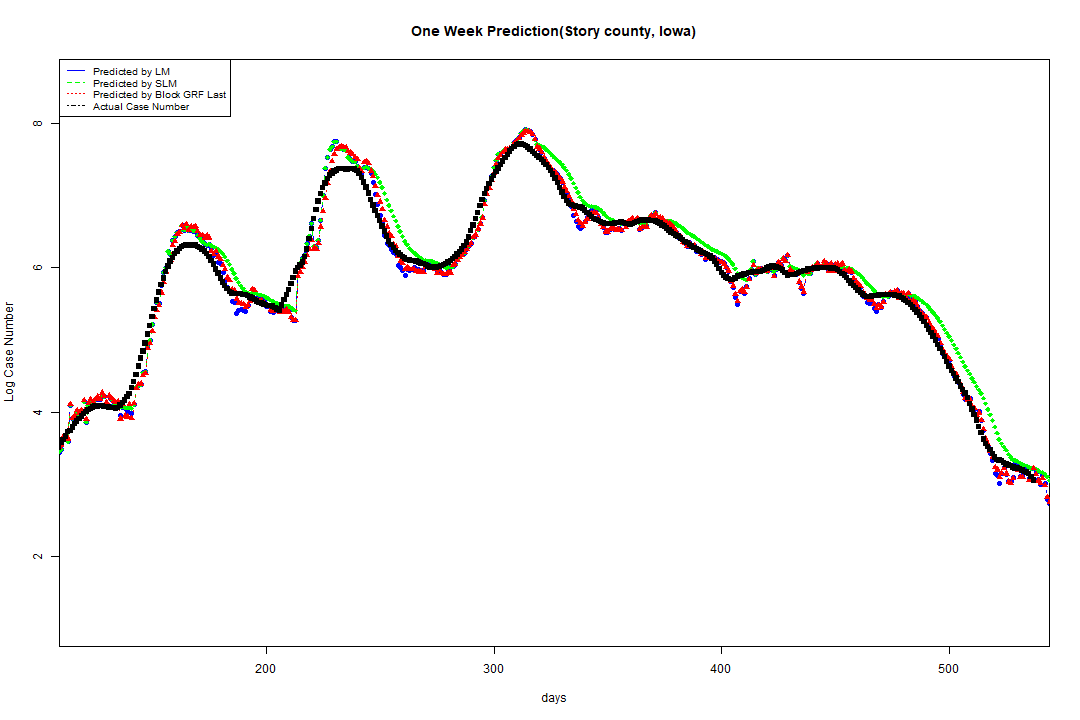 One Week Prediction(Story county, Iowa)
Predicted by LM
Predicted by SLM
Predicted by Block GRF Last
Actual Case Number
8
6
4
2
Log Case Number
200 300 400 500
days